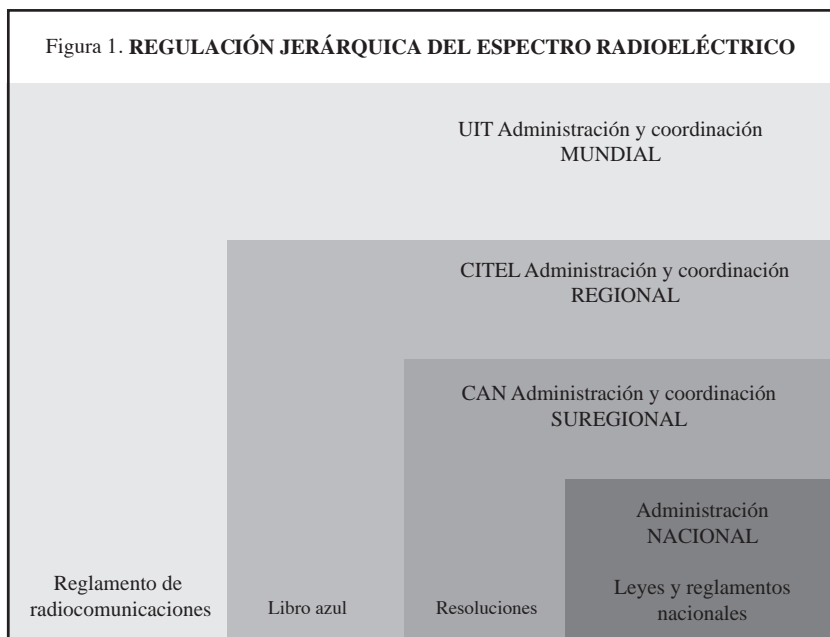 Figura 1. REGULACIÓN JERÁRQUICA DEL ESPECTRO RADIOELÉCTRICO
UIT Administración y coordinación
MUNDIAL
CITEL Administración y coordinación
REGIONAL
CAN Administración y coordinación
SUREGIONAL
Administración
NACIONAL
Reglamento de
radiocomunicaciones
Libro azul
Resoluciones
Leyes y reglamentos
nacionales